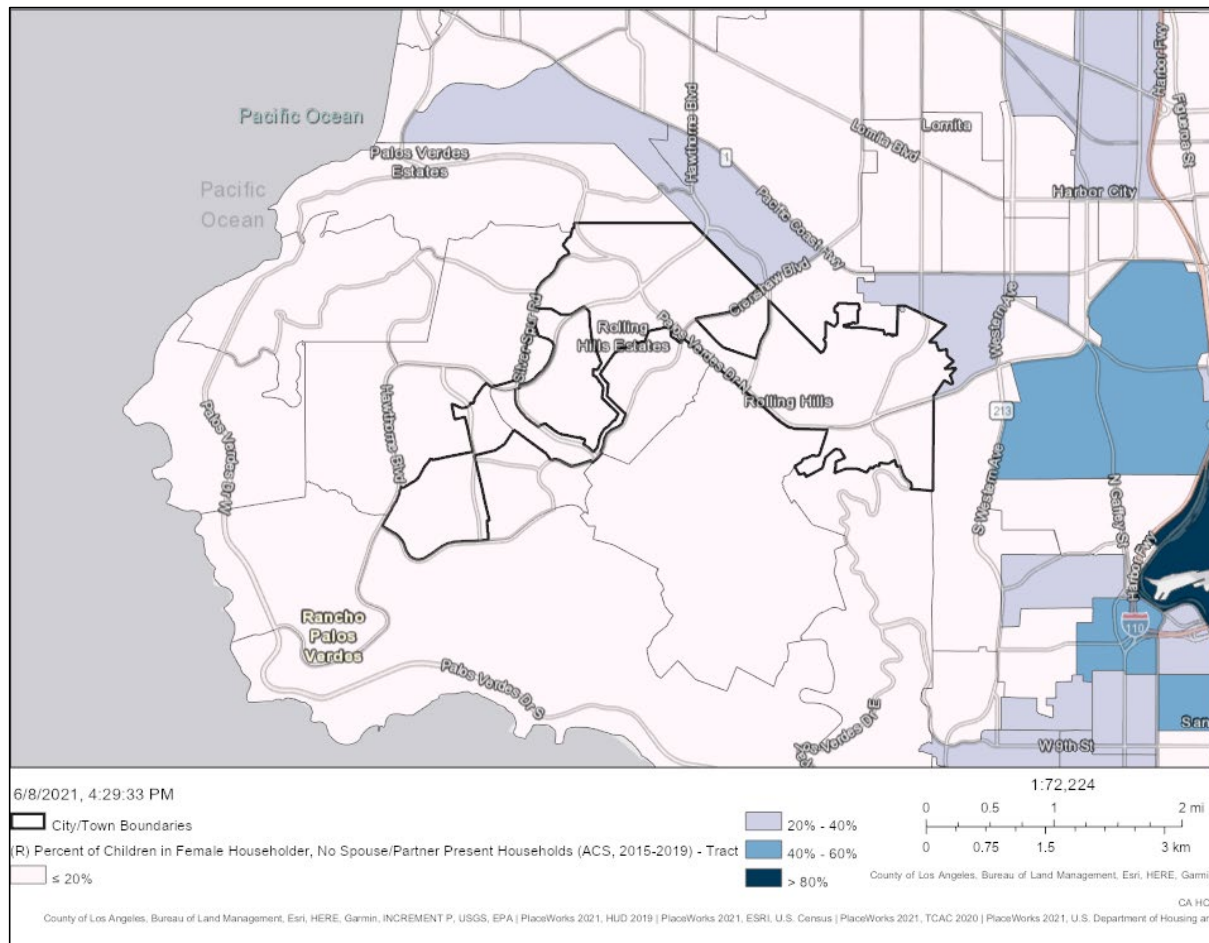 Pacific Ocean
Pacific
Ocean
Palos Verdes
Estates
Hawthorne Blvd
1
Lomita Blvd
Lomita
Harbor Fwy
Figueroa St
Harbor City
Pacific Coast Hwy
Crenshaw Blvd
Silver Spur Rd
Rolling
Hills Estates
Palos Verdes Dr N
Rolling Hills
Western Ave
213
Hawthorne Blvd
Palos Verdes Dr W
S Western Ave
N Gaffey St
Harbor Fwy
110
Rancho
Palos
Verdes
Palos Verdes Dr S
os Verdes Dr E
San
W 9th St
6/8/2021, 4:29:33 PM
City/Town Boundaries
(R) Percent of Children in Female Householder, No Spouse/Partner Present Households (ACS, 2015-2019) - Tract
≤ 20%
20% - 40%
40% - 60%
> 80%
1:72,224
0 0.5 1 2 mi
0 0.75 1.5 3 km
County of Los Angeles, Bureau of Land Management, Esri, HERE, Garmi
CA HC
County of Los Angeles, Bureau of Land Management, Esri, HERE, Garmin, INCREMENT P, USGS, EPA | PlaceWorks 2021, HUD 2019 | PlaceWorks 2021, ESRI, U.S. Census | PlaceWorks 2021, TCAC 2020 | PlaceWorks 2021, U.S. Department of Housing an